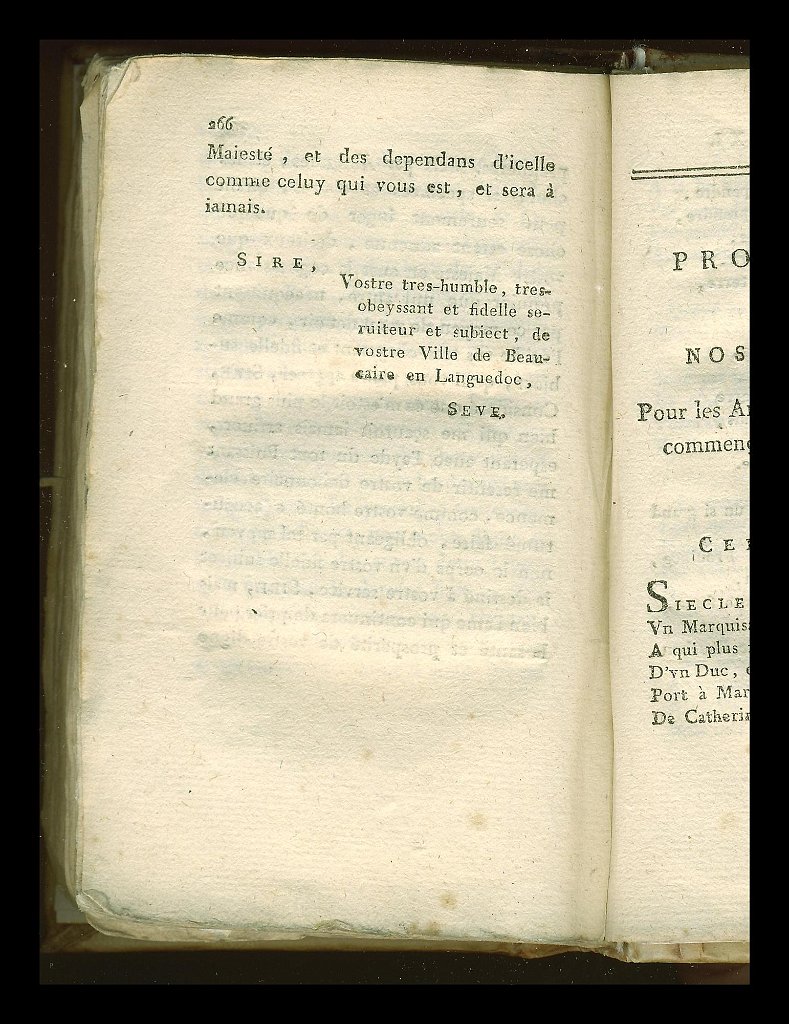 266
Maiesté, et des dependans d'icelle
comme celuy qui vous est, et sera à
iamais.
SIRE,
Vostre tres-humble, tres-
obeyssant et fidelle se-
ruiteur et subiect, de
vostre Ville de Beau-
caire en Languedoc,
SEVE.
PRO
NOS
Pour les A
commen
CE
SIECLE
Vn Marquis
A qui plus
D'vn Duc,
Port à Mar
De Catheri